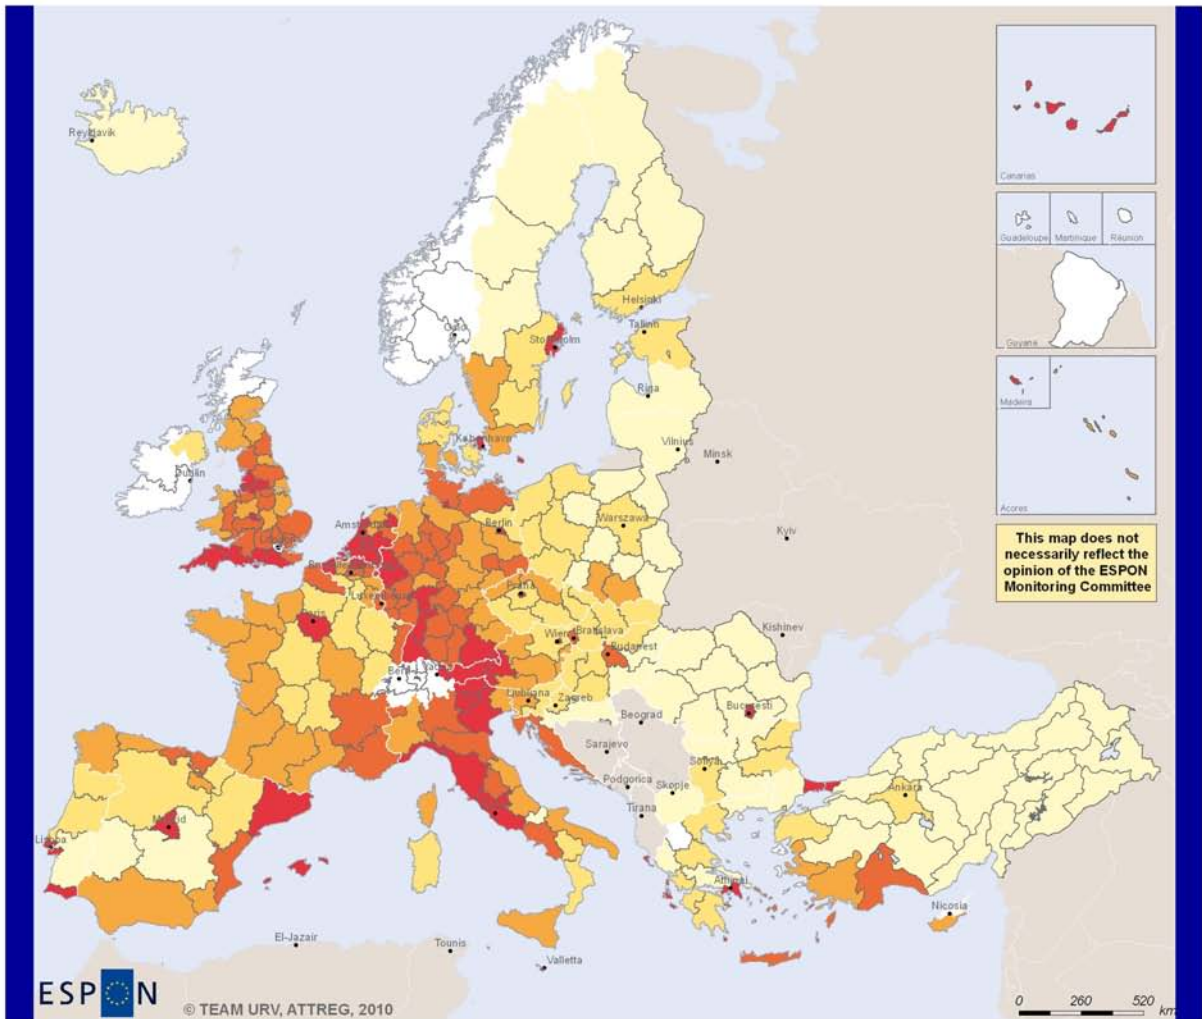 Reykjavik
Canarias
Guadeloupe
Martinique
Réunion
Guyane
Helsinki
Tallinn
Oslo
Stockholm
Riga
Madeira
Acores
København
Vilnius
Minsk
Dublin
Amsterdam
Berlin
Warszawa
This map does not
necessarily reflect the
opinion of the ESPON
Monitoring Committee
Kyiv
Luxembourg
Praha
Paris
Wien
Bratislava
Kishinev
Budapest
Bern
Vaduz
Ljubljana
Zagreb
Beograd
Bucuresti
Sarajevo
Sofiya
Podgorica
Skopje
Ankara
Tirana
Madrid
Lisboa
Athinai
Nicosia
El-Jazair
Tounis
Valletta
ESPON
© TEAM URV, ATTREG, 2010
0 260 520
km